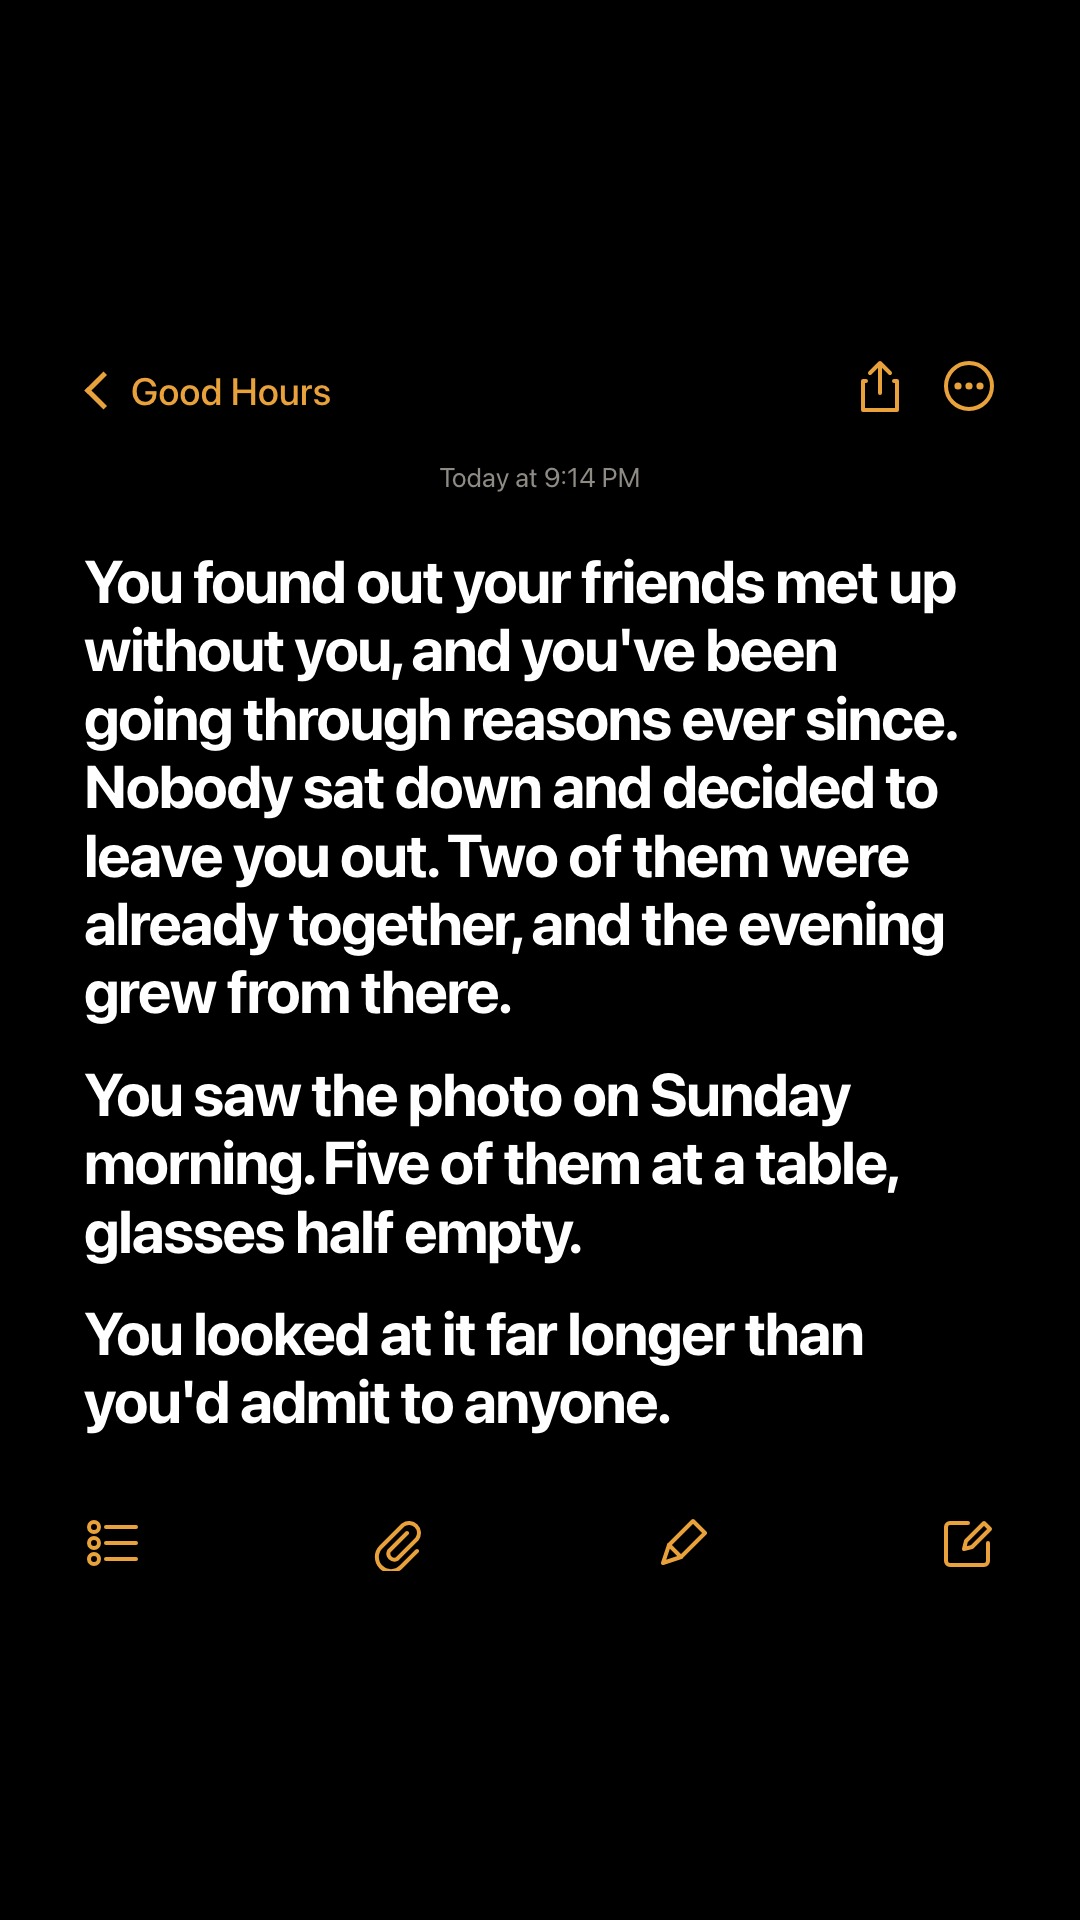 Good Hours
Today at 9:14 PM
You found out your friends met up
without you, and you've been
going through reasons ever since.
Nobody sat down and decided to
leave you out. Two of them were
already together, and the evening
grew from there.
You saw the photo on Sunday
morning. Five of them at a table,
glasses half empty.
You looked at it far longer than
you'd admit to anyone.